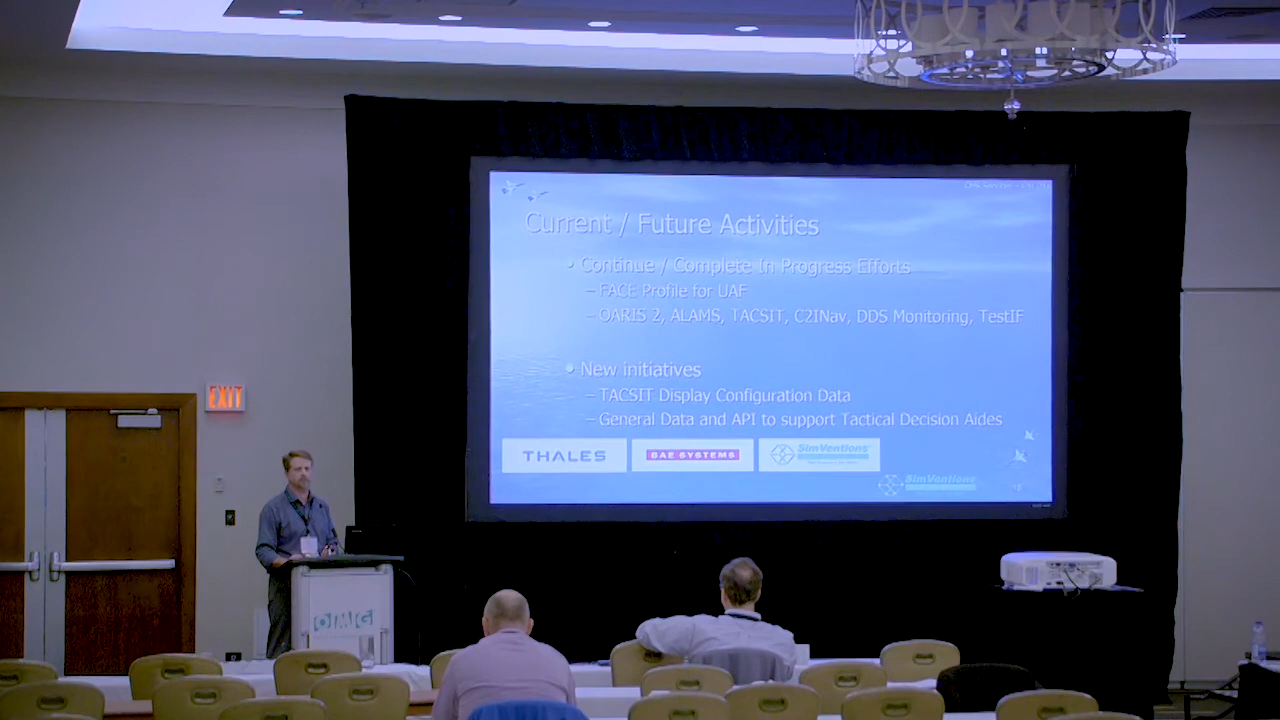 Current / Future Activities
• Continue / Complete In Progress Efforts
– FACE Profile for UAF
– OARIS 2, ALAMS, TACSIT, C2INav, DDS Monitoring, TestIF
• New initiatives
– TACSIT Display Configuration Data
– General Data and API to support Tactical Decision Aides
THALES
BAE SYSTEMS
SimVentions
SimVentions
EXIT
OMG